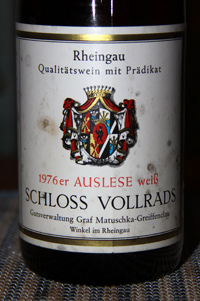 Rheingau
Qualitätswein mit Prädikat
1976er AUSLESE weiß
SCHLOSS VOLLRADS
Gutsverwaltung Graf Matuschka-Greiffenclau
Winkel im Rheingau